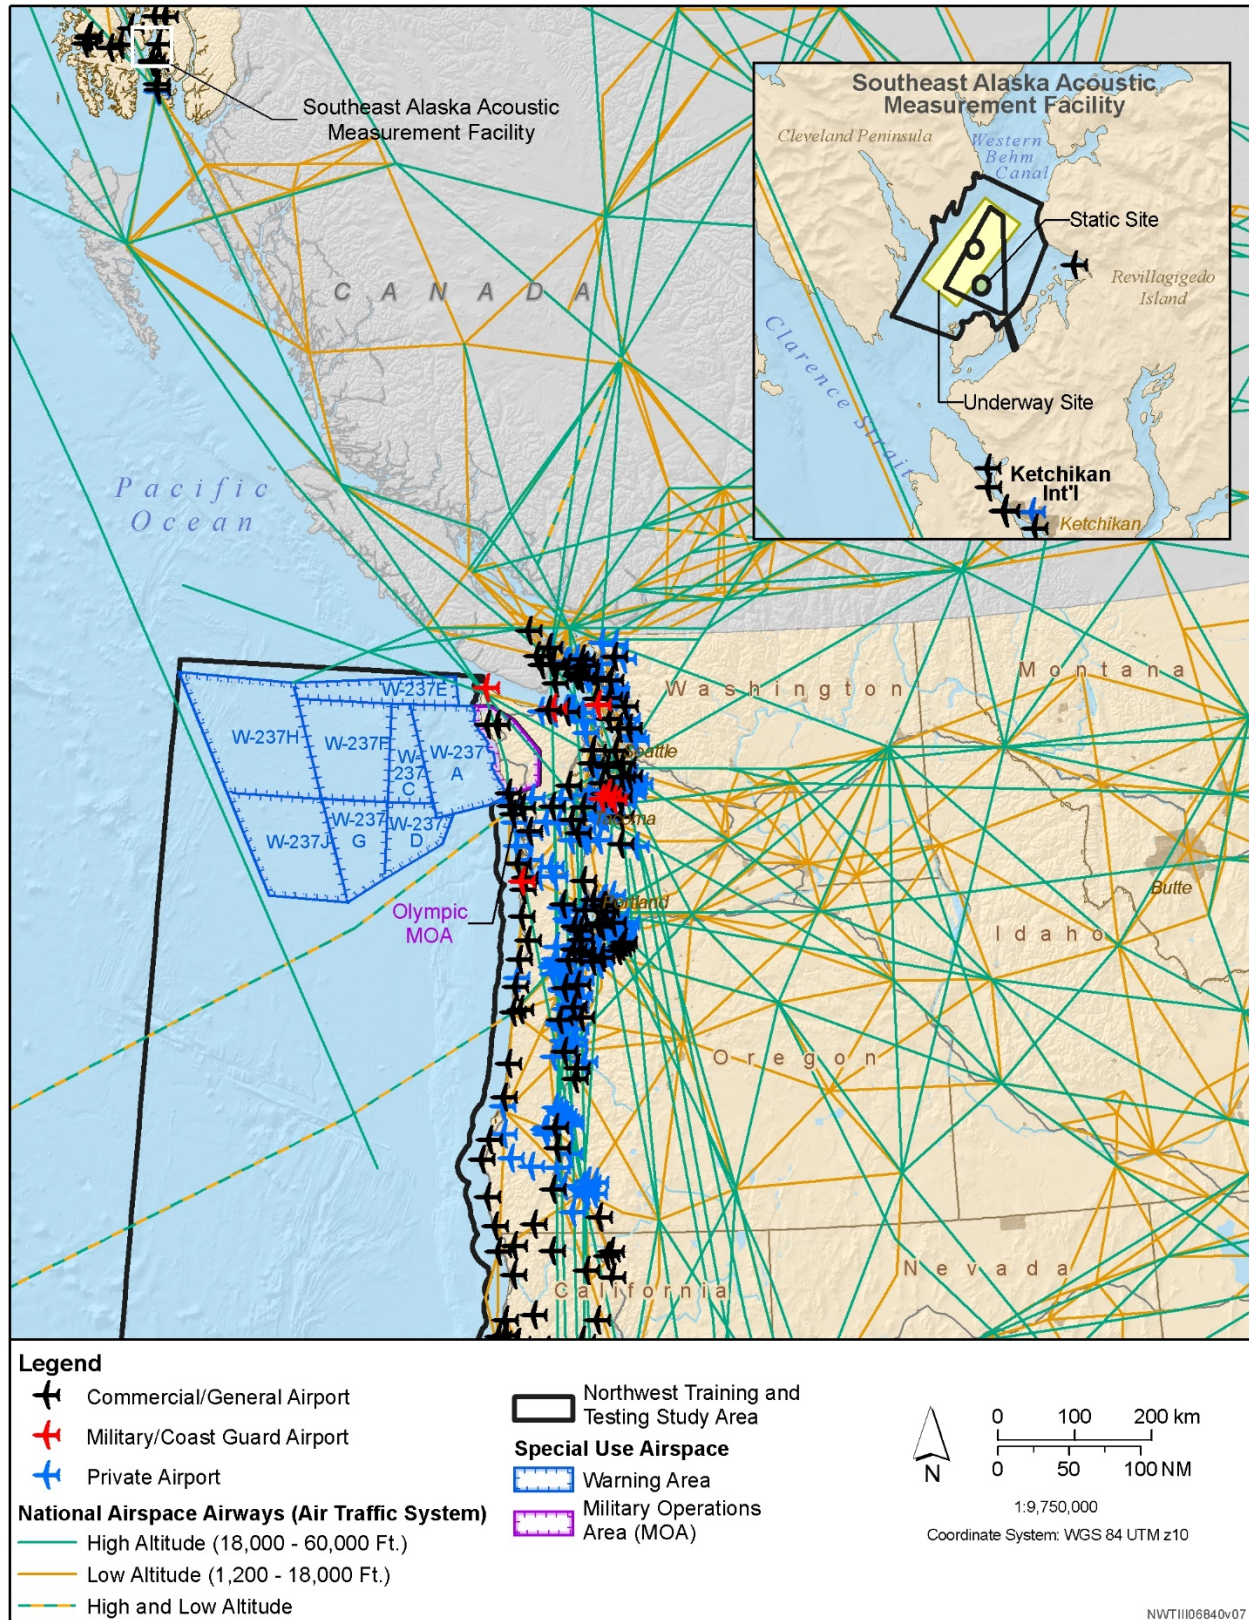 Southeast Alaska Acoustic
Measurement Facility
Southeast Alaska Acoustic
Measurement Facility
Cleveland Peninsula
Western
Behm
Canal
Static Site
Revillagigedo
Island
Clarence Strait
Underway Site
Ketchikan
Int'l
Ketchikan
CANADA
Pacific
Ocean
Washington
Montana
W-237E
W-237H
W-237F
W-237
A
W-
237
C
Seattle
Tacoma
W-237J
W-237
G
W-237
D
Butte
Portland
Olympic
MOA
Idaho
Oregon
Nevada
California
Legend
Commercial/General Airport
Military/Coast Guard Airport
Private Airport
National Airspace Airways (Air Traffic System)
High Altitude (18,000 - 60,000 Ft.)
Low Altitude (1,200 - 18,000 Ft.)
High and Low Altitude
Northwest Training and
Testing Study Area
Special Use Airspace
Warning Area
Military Operations
Area (MOA)
N
0 100 200 km
0 50 100 NM
1:9,750,000
Coordinate System: WGS 84 UTM z10
NWTIII06840v07